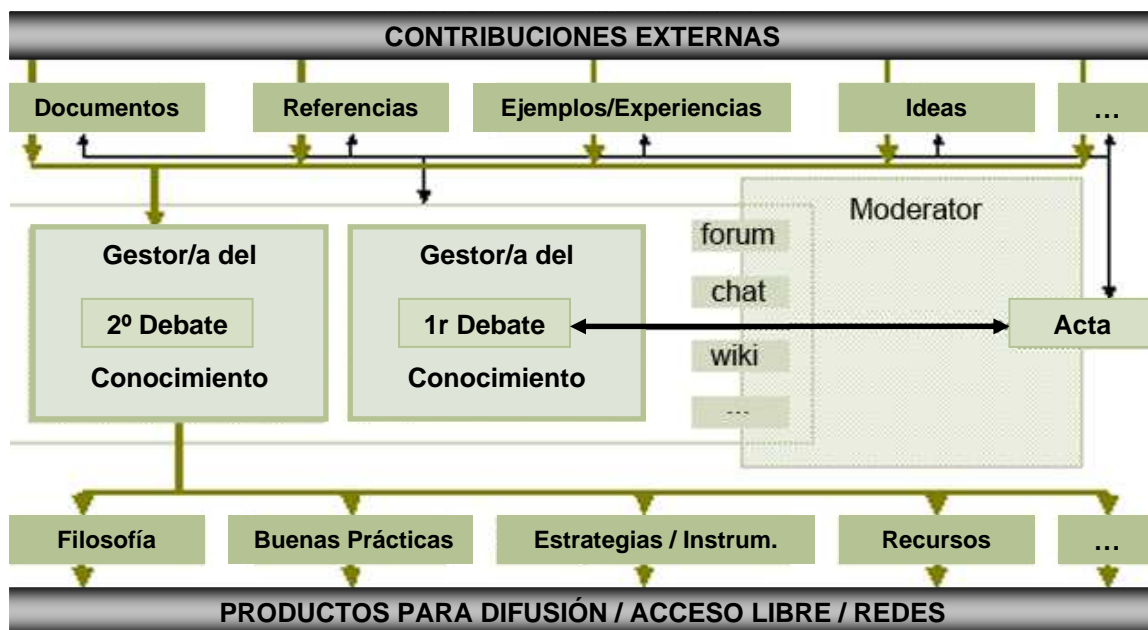 CONTRIBUCIONES EXTERNAS
Documentos
Referencias
Ejemplos/Experiencias
Ideas
...
Moderator
Gestor/a del
2º Debate
Conocimiento
Gestor/a del
1r Debate
Conocimiento
forum
chat
wiki
...
Acta
Filosofía
Buenas Prácticas
Estrategias / Instrum.
Recursos
...
PRODUCTOS PARA DIFUSIÓN / ACCESO LIBRE / REDES